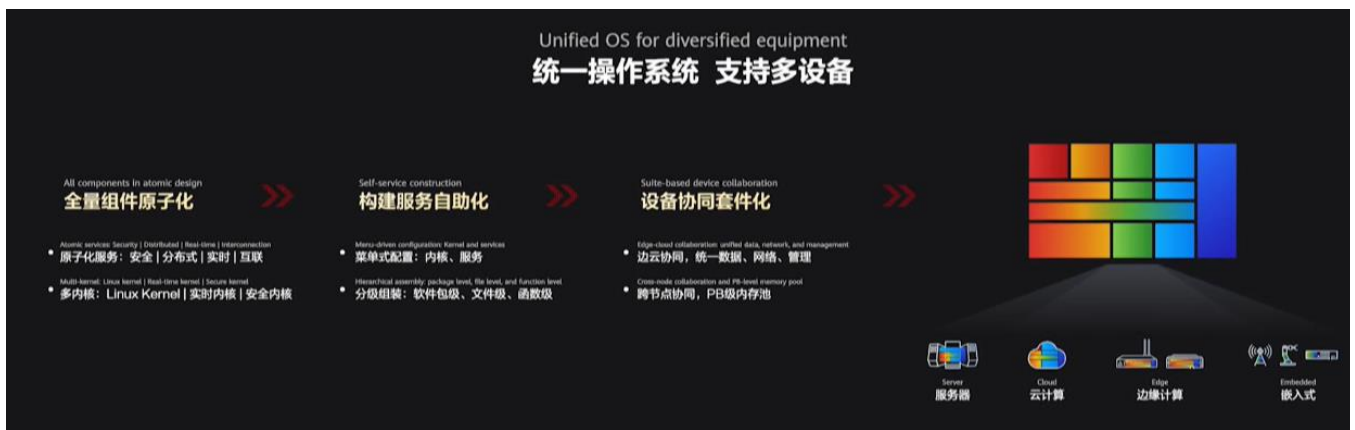 Unified OS for diversified equipment
统一操作系统 支持多设备
All components in atomic design
全量组件原子化
Atomic services: Security | Distributed | Real-time | Interconnection
• 原子化服务：安全 | 分布式 | 实时 | 互联
Multi-kernel: Linux kernel | Real-time kernel | Secure kernel
• 多内核：Linux Kernel | 实时内核 | 安全内核
Self-service construction
构建服务自助化
Menu-driven configuration: Kernel and services
• 菜单式配置：内核、服务
Hierarchical assembly: package level, file level, and function level
• 分级组装：软件包级、文件级、函数级
Suite-based device collaboration
设备协同套件化
Edge-cloud collaboration: unified data, network, and management
• 边云协同，统一数据、网络、管理
Cross-node collaboration and PB-level memory pool
• 跨节点协同，PB级内存池
Server
服务器
Cloud
云计算
Edge
边缘计算
Embedded
嵌入式